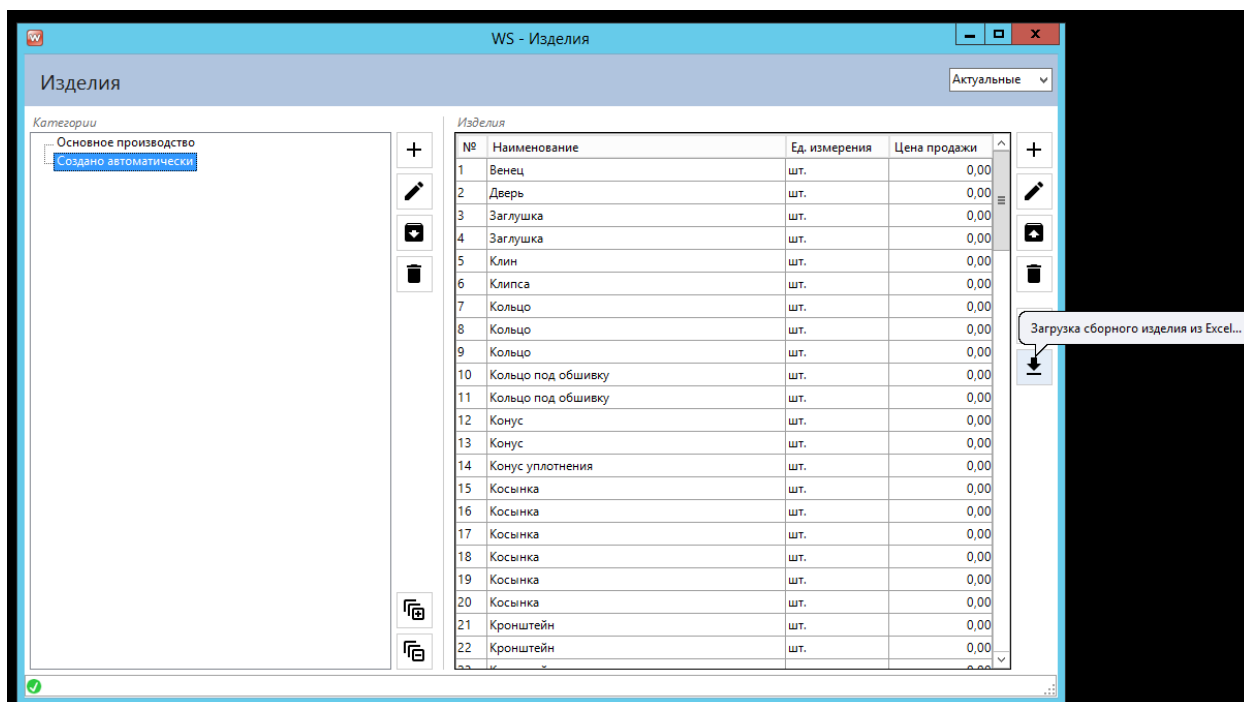 WS - Изделия
Изделия
Актуальные
Категории
Основное производство
Создано автоматически
Изделия
№ Наименование Ед. измерения Цена продажи
1 Венец шт. 0,00
2 Дверь шт. 0,00
3 Заглушка шт. 0,00
4 Заглушка шт. 0,00
5 Клин шт. 0,00
6 Клипса шт. 0,00
7 Кольцо шт. 0,00
8 Кольцо шт. 0,00
9 Кольцо шт. 0,00
10 Кольцо под обшивку шт. 0,00
11 Кольцо под обшивку шт. 0,00
12 Конус шт. 0,00
13 Конус шт. 0,00
14 Конус уплотнения шт. 0,00
15 Косынка шт. 0,00
16 Косынка шт. 0,00
17 Косынка шт. 0,00
18 Косынка шт. 0,00
19 Косынка шт. 0,00
20 Косынка шт. 0,00
21 Кронштейн шт. 0,00
22 Кронштейн шт. 0,00
Загрузка сборного изделия из Excel...